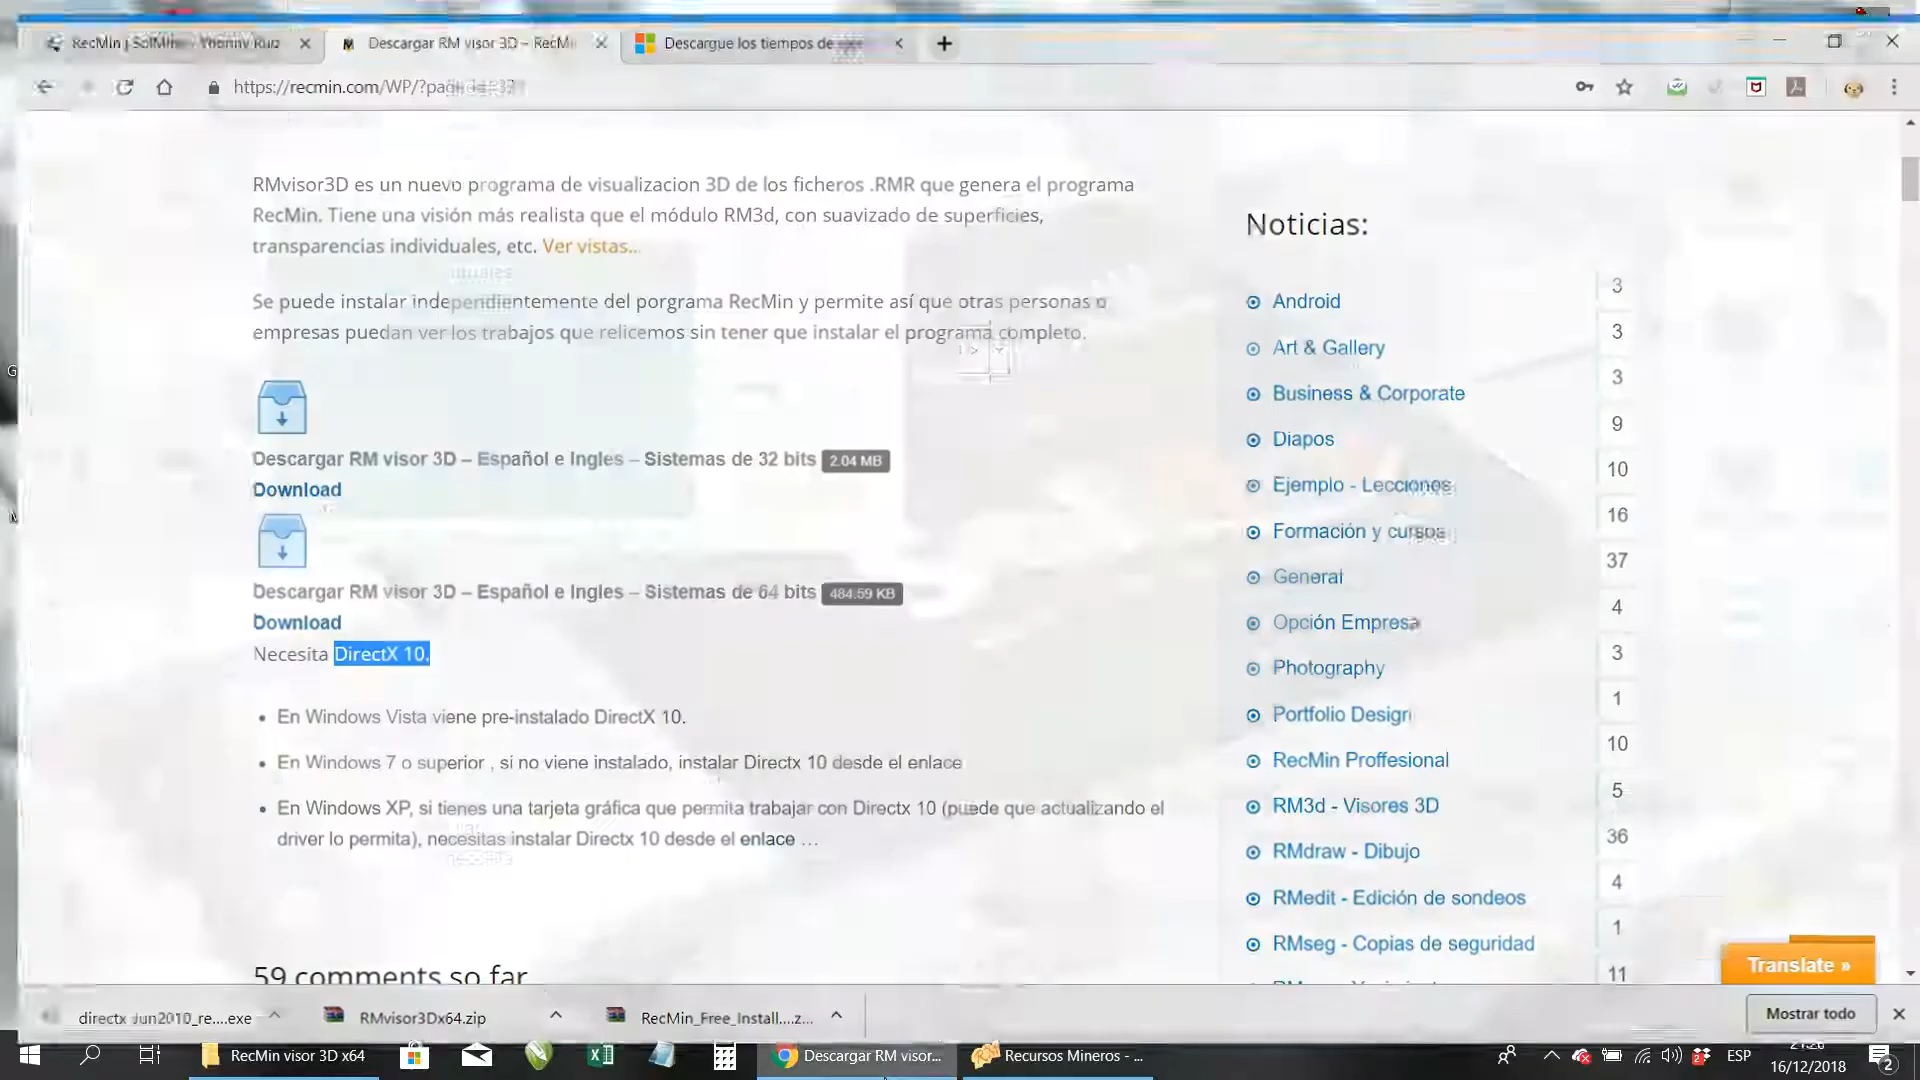 RecMin | SolMine - Yhonny Ruiz
Descargar RM visor 3D – RecMi
Descargue los tiempos de
https://recmin.com/WP/?page_id=
RMvisor3D es un nuevo programa de visualizacion 3D de los ficheros .RMR que genera el programa
RecMin. Tiene una visión más realista que el módulo RM3d, con suavizado de superficies,
transparencias individuales, etc. Ver vistas...
Se puede instalar independientemente del porgrama RecMin y permite así que otras personas o
empresas puedan ver los trabajos que relicemos sin tener que instalar el programa completo.
Descargar RM visor 3D – Español e Ingles – Sistemas de 32 bits 2.04 MB
Download
Descargar RM visor 3D – Español e Ingles – Sistemas de 64 bits 484.59 KB
Download
Necesita DirectX 10.
• En Windows Vista viene pre-instalado DirectX 10.
• En Windows 7 o superior , si no viene instalado, instalar Directx 10 desde el enlace
• En Windows XP, si tienes una tarjeta gráfica que permita trabajar con Directx 10 (puede que actualizando el
driver lo permita), necesitas instalar Directx 10 desde el enlace …
59 comments so far
Noticias:
Android 3
Art & Gallery 3
Business & Corporate 3
Diapos 9
Ejemplo - Lecciones 10
Formación y cursos 16
General 37
Opción Empresa 4
Photography 3
Portfolio Design 1
RecMin Proffesional 10
RM3d - Visores 3D 5
RMdraw - Dibujo 36
RMedit - Edición de sondeos 4
RMseg - Copias de seguridad 1
11
Translate »
directx_Jun2010_re....exe
RMvisor3Dx64.zip
RecMin_Free_Install....z...
Mostrar todo
RecMin visor 3D x64
Descargar RM visor...
Recursos Mineros - ...
ESP
16/12/2018
2